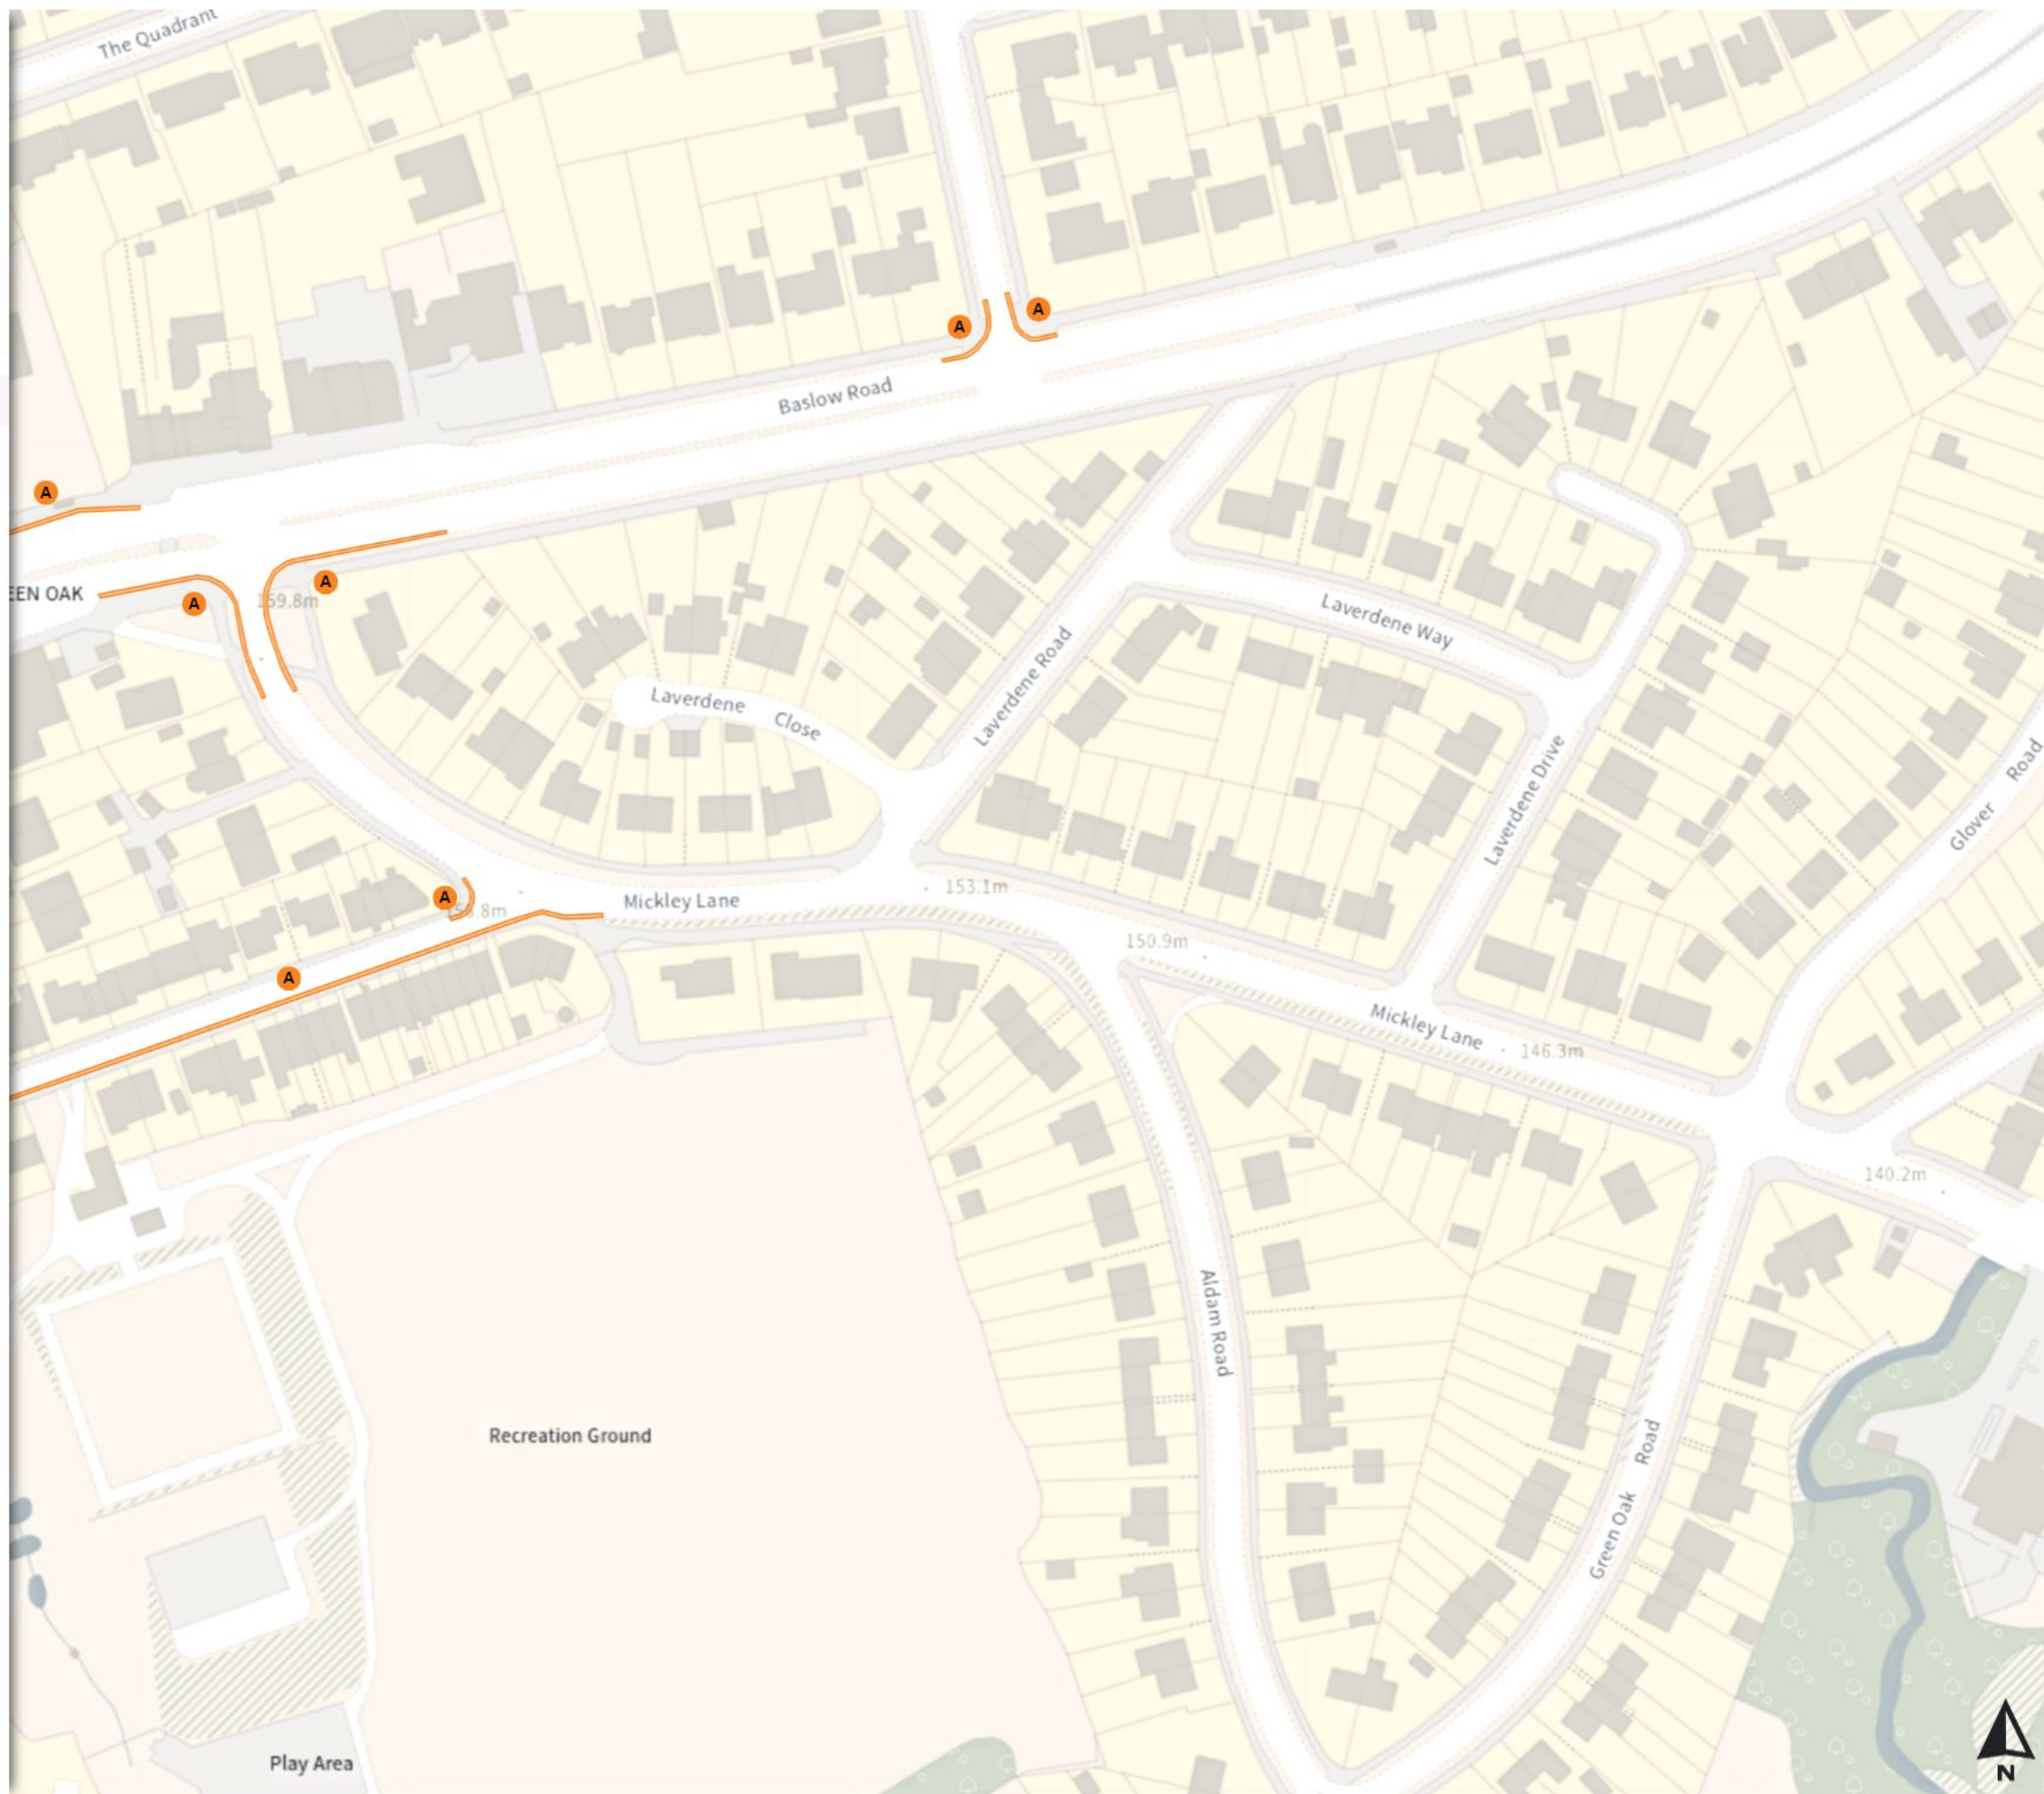 The Quadrant
A
A
Baslow Road
A
A
A
EEN OAK
159.8m
Laverdene Way
Laverdene Road
Laverdene Close
Laverdene Drive
Glover Road
A
Mickley Lane
153.1m
150.9m
A
Mickley Lane
146.3m
140.2m
Aldam Road
Recreation Ground
Green Oak Road
Play Area
N